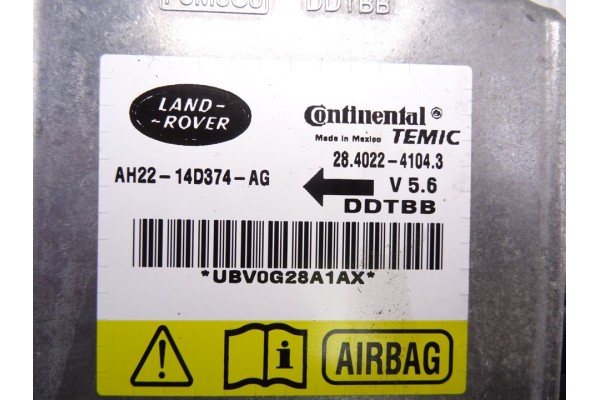 DDTBB
LAND-
~ROVER
Continental®
Made in Mexico TEMIC
28.4022-4104.3
AH22-14D374-AG
V 5.6
DDTBB
*UBV0G28A1AX*
i AIRBAG